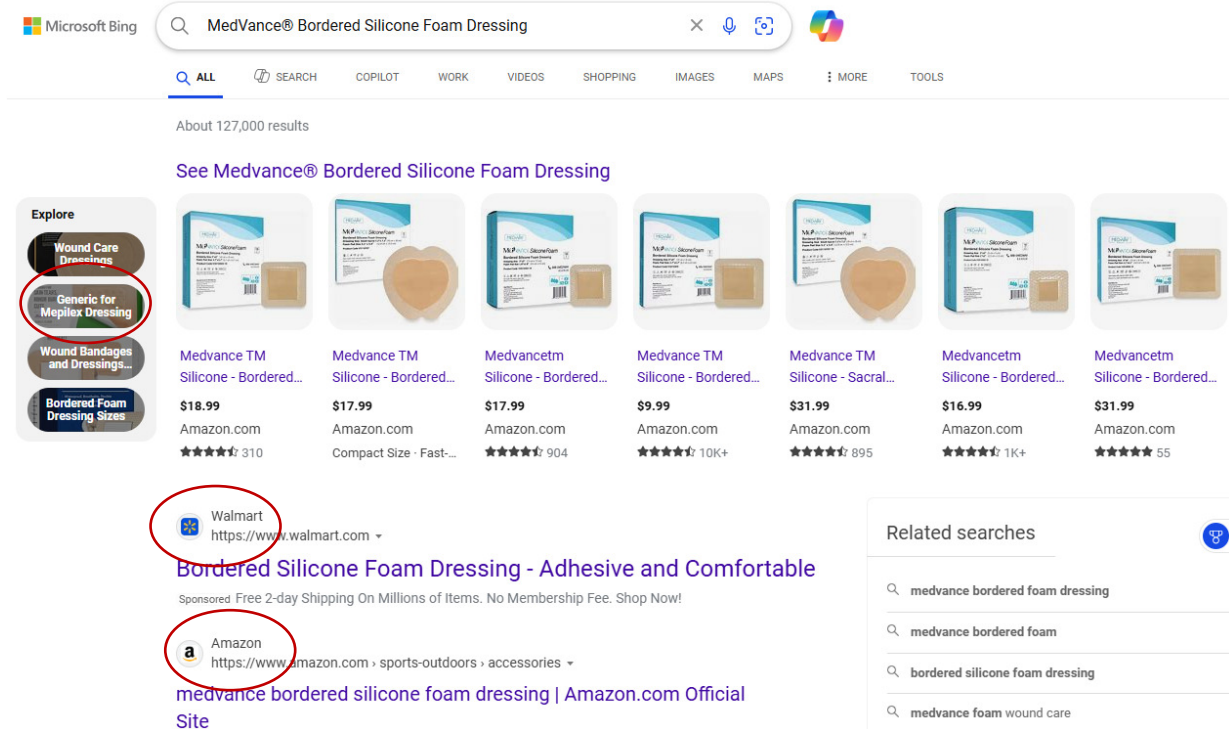 Microsoft Bing
MedVance® Bordered Silicone Foam Dressing
ALL SEARCH COPILOT WORK VIDEOS SHOPPING IMAGES MAPS MORE TOOLS
About 127,000 results
See Medvance® Bordered Silicone Foam Dressing
Explore
Wound Care
Dressings
Generic for
Mepilex Dressing
Wound Bandages
and Dressings...
Bordered Foam
Dressing Sizes
Medvance TM
Silicone - Bordered...
$18.99
Amazon.com
310
Medvance TM
Silicone - Bordered...
$17.99
Amazon.com
Compact Size · Fast-...
Medvancetm
Silicone - Bordered...
$17.99
Amazon.com
904
Medvance TM
Silicone - Bordered...
$9.99
Amazon.com
10K+
Medvance TM
Silicone - Sacral...
$31.99
Amazon.com
895
Medvancetm
Silicone - Bordered...
$16.99
Amazon.com
1K+
Medvancetm
Silicone - Bordered...
$31.99
Amazon.com
55
Walmart
https://www.walmart.com
Bordered Silicone Foam Dressing - Adhesive and Comfortable
Sponsored Free 2-day Shipping On Millions of Items. No Membership Fee. Shop Now!
Amazon
https://www.amazon.com › sports-outdoors › accessories
medvance bordered silicone foam dressing | Amazon.com Official
Site
Related searches
medvance bordered foam dressing
medvance bordered foam
bordered silicone foam dressing
medvance foam wound care